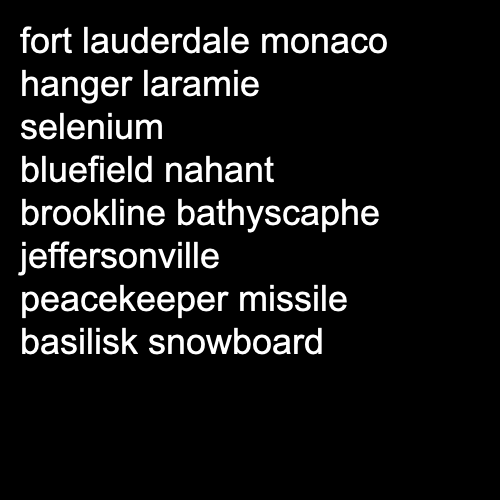 fort lauderdale monaco
hanger laramie
selenium
bluefield nahant
brookline bathyscaphe
jeffersonville
peacekeeper missile
basilisk snowboard